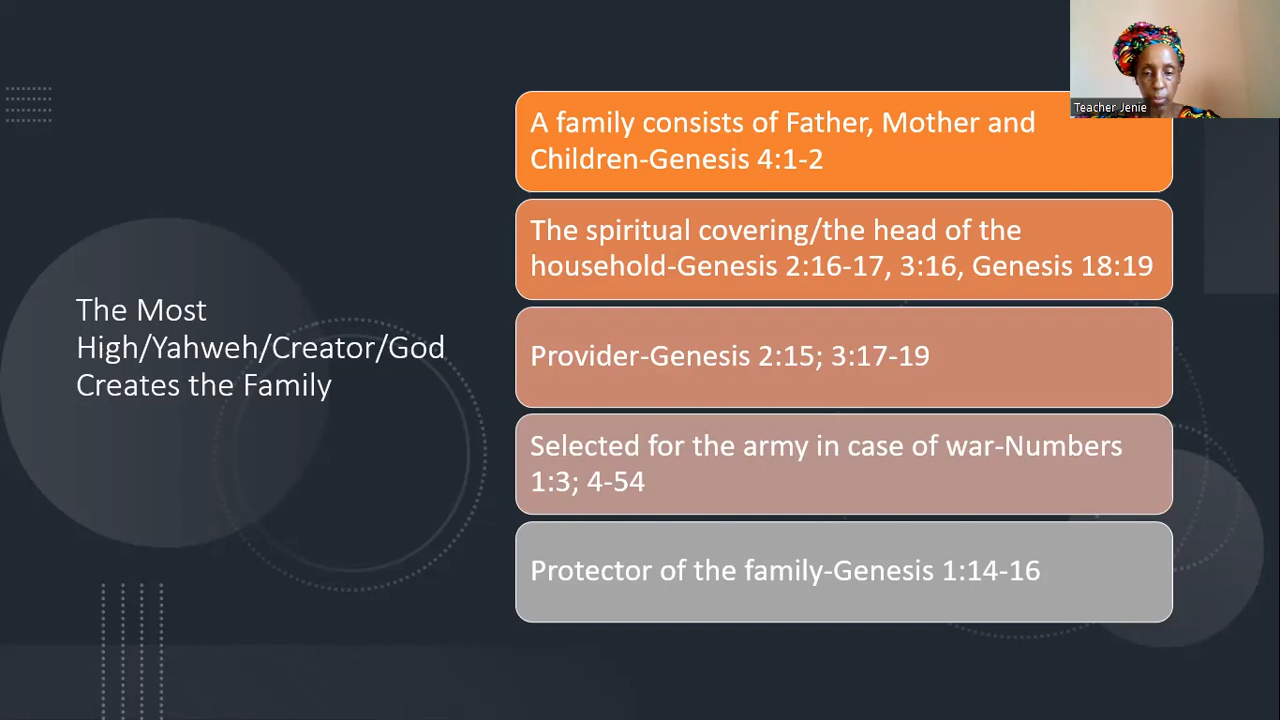 The Most
High/Yahweh/Creator/God
Creates the Family
A family consists of Father, Mother and
Children-Genesis 4:1-2
The spiritual covering/the head of the
household-Genesis 2:16-17, 3:16, Genesis 18:19
Provider-Genesis 2:15; 3:17-19
Selected for the army in case of war-Numbers
1:3; 4-54
Protector of the family-Genesis 1:14-16
Teacher Jenie